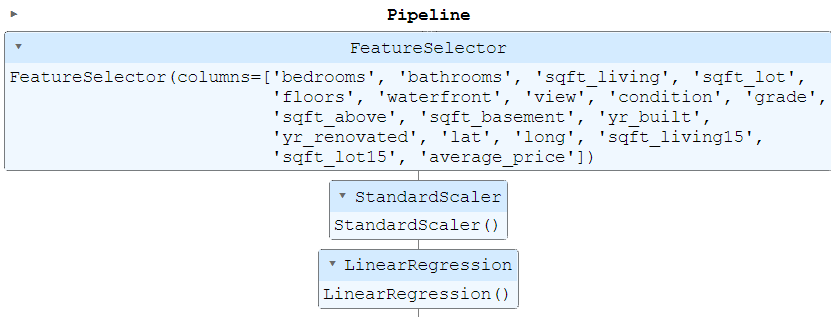 Pipeline
FeatureSelector
FeatureSelector(columns=['bedrooms', 'bathrooms', 'sqft_living', 'sqft_lot',
'floors', 'waterfront', 'view', 'condition', 'grade',
'sqft_above', 'sqft_basement', 'yr_built',
'yr_renovated', 'lat', 'long', 'sqft_living15',
'sqft_lot15', 'average_price'])
StandardScaler
StandardScaler()
LinearRegression
LinearRegression()